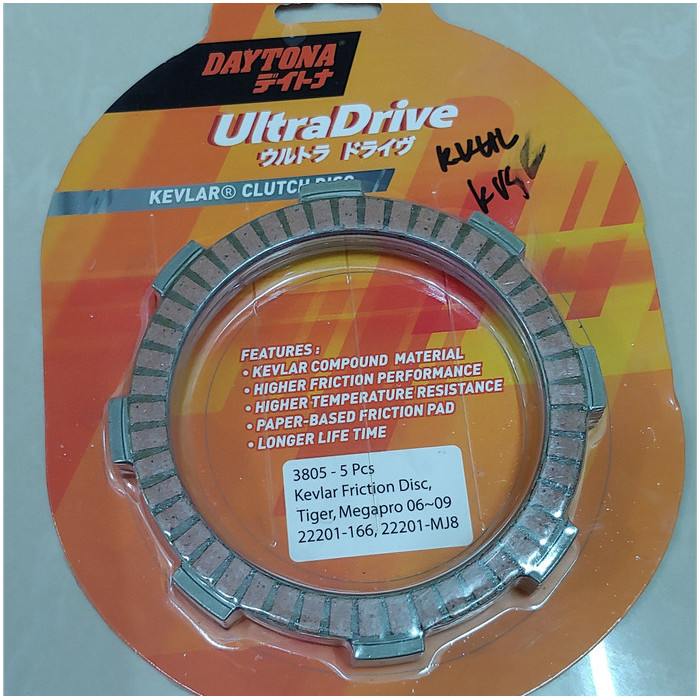 DAYTONA
デイトナ
UltraDrive
ウルトラ ドライヴ
KEVLAR® CLUTCH DISC
FEATURES :
• KEVLAR COMPOUND MATERIAL
• HIGHER FRICTION PERFORMANCE
• HIGHER TEMPERATURE RESISTANCE
• PAPER-BASED FRICTION PAD
• LONGER LIFE TIME
3805 - 5 Pcs
Kevlar Friction Disc,
Tiger, Megapro 06~09
22201-166, 22201-MJ8